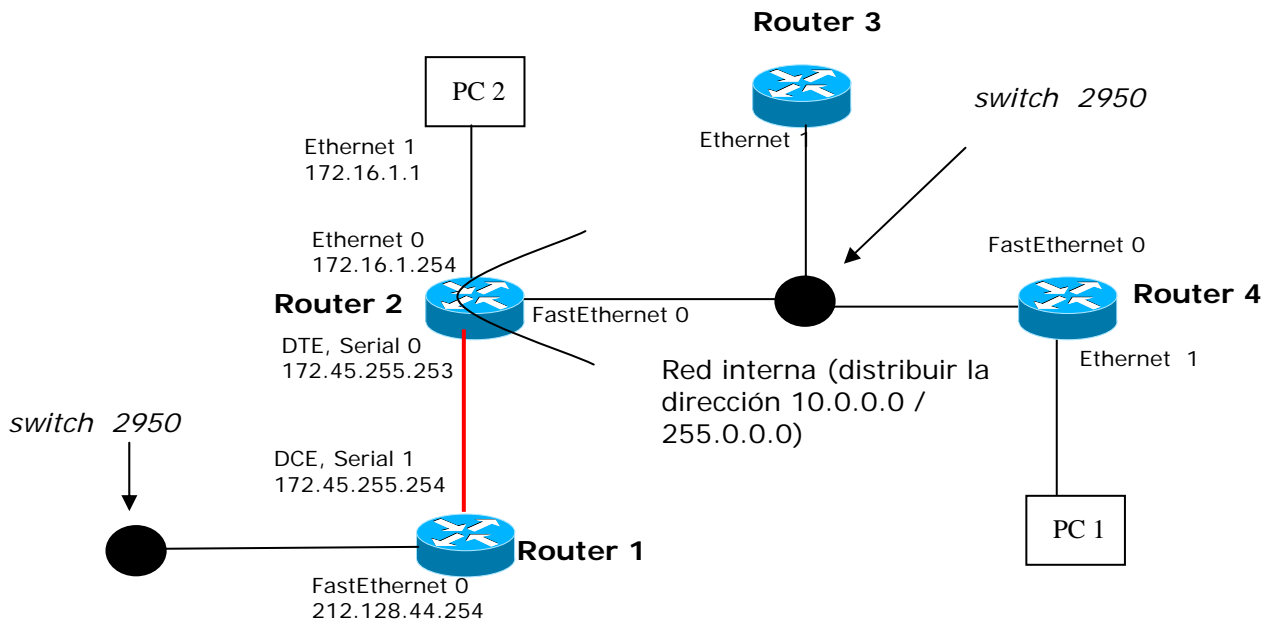 Router 3
PC 2
switch 2950
Ethernet 1
Ethernet 1
172.16.1.1
Ethernet 0
172.16.1.254
FastEthernet 0
Router 2
FastEthernet 0
Router 4
DTE, Serial 0
172.45.255.253
Ethernet 1
Red interna (distribuir la
dirección 10.0.0.0 /
255.0.0.0)
switch 2950
DCE, Serial 1
172.45.255.254
PC 1
Router 1
FastEthernet 0
212.128.44.254